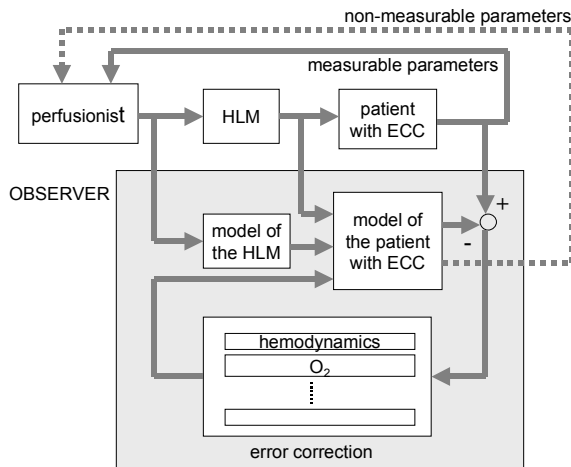 non-measurable parameters
measurable parameters
perfusionist
HLM
patient
with ECC
OBSERVER
+
-
model of
the HLM
model of
the patient
with ECC
hemodynamics
O₂
error correction